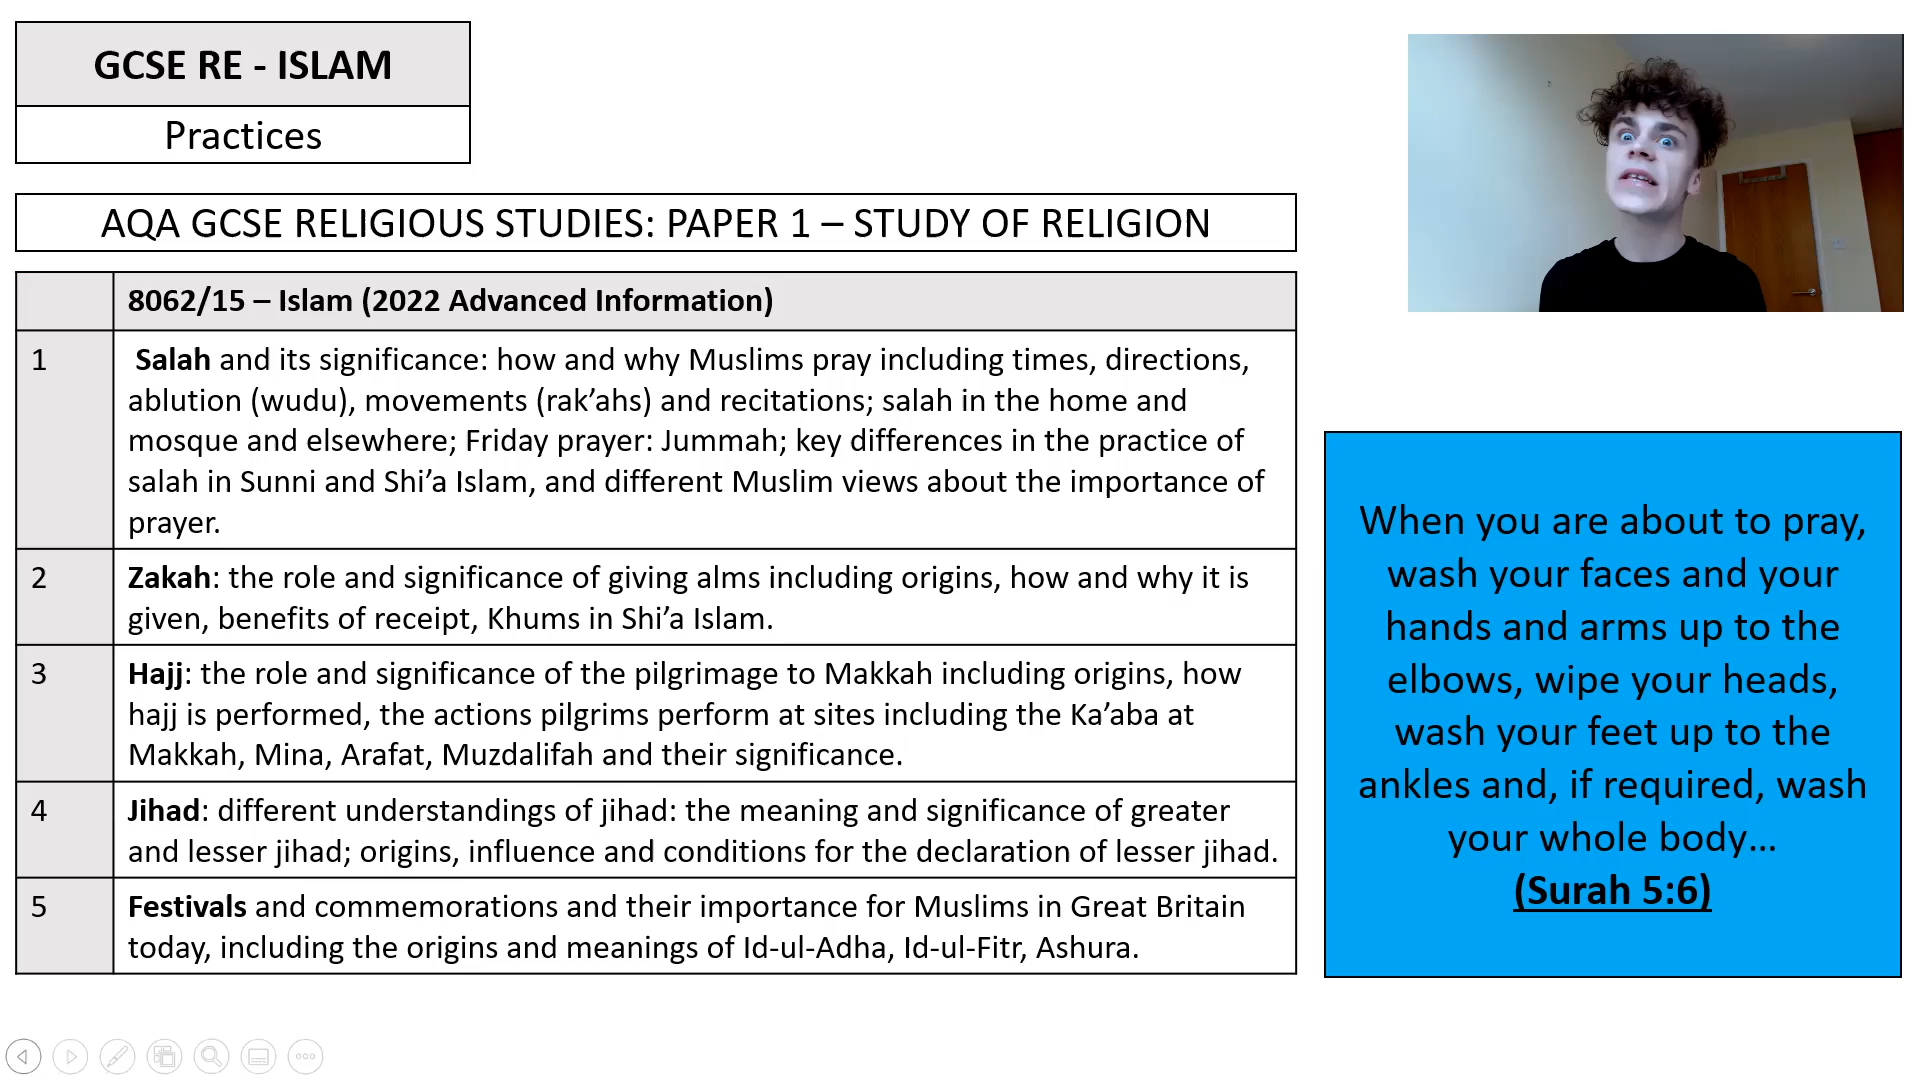 GCSE RE - ISLAM
Practices
AQA GCSE RELIGIOUS STUDIES: PAPER 1 – STUDY OF RELIGION
8062/15 – Islam (2022 Advanced Information)
1
Salah and its significance: how and why Muslims pray including times, directions,
ablution (wudu), movements (rak’ahs) and recitations; salah in the home and
mosque and elsewhere; Friday prayer: Jummah; key differences in the practice of
salah in Sunni and Shi’a Islam, and different Muslim views about the importance of
prayer.
2
Zakah: the role and significance of giving alms including origins, how and why it is
given, benefits of receipt, Khums in Shi’a Islam.
3
Hajj: the role and significance of the pilgrimage to Makkah including origins, how
hajj is performed, the actions pilgrims perform at sites including the Ka’aba at
Makkah, Mina, Arafat, Muzdalifah and their significance.
4
Jihad: different understandings of jihad: the meaning and significance of greater
and lesser jihad; origins, influence and conditions for the declaration of lesser jihad.
5
Festivals and commemorations and their importance for Muslims in Great Britain
today, including the origins and meanings of Id-ul-Adha, Id-ul-Fitr, Ashura.
When you are about to pray,
wash your faces and your
hands and arms up to the
elbows, wipe your heads,
wash your feet up to the
ankles and, if required, wash
your whole body…
(Surah 5:6)